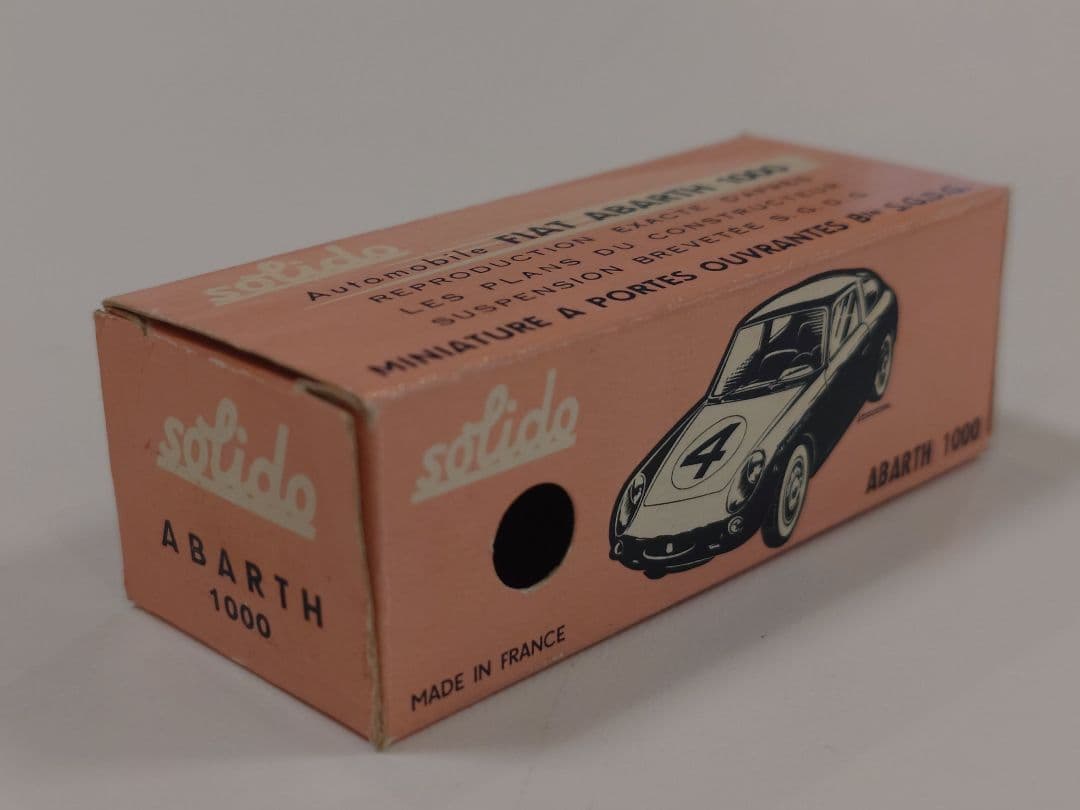 solido
Automobile FIAT ABARTH 1000
REPRODUCTION EXACTE D'APRES
LES PLANS DU CONSTRUCTEUR
SUSPENSION BREVETÉE S.G.D.G.
MINIATURE A PORTES OUVRANTES Bté S.G.D.G.
solido
ABARTH
1000
solido
4
ABARTH 1000
MADE IN FRANCE